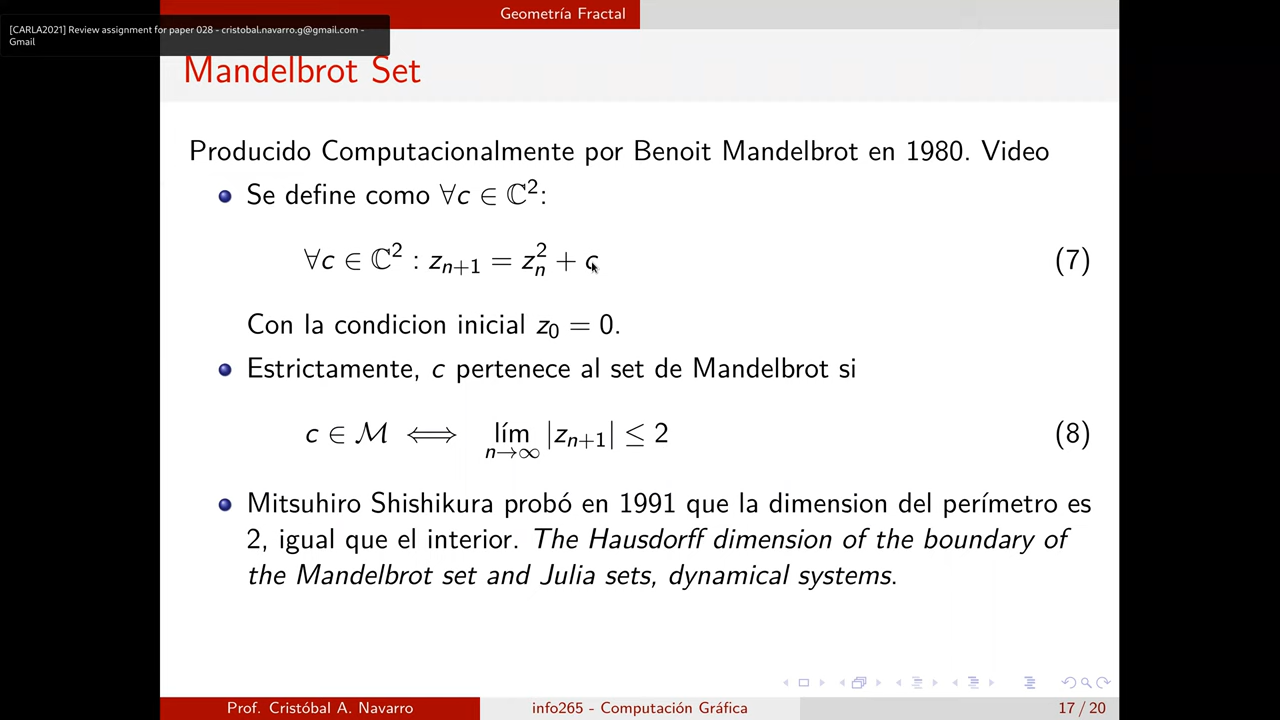 Geometría Fractal
[CARLA2021] Review assignment for paper 028 - cristobal.navarro.g@gmail.com -
Gmail
Mandelbrot Set
Producido Computacionalmente por Benoit Mandelbrot en 1980. Video
Se define como ∀c ∈ ℂ²:
∀c ∈ ℂ² : zₙ₊₁ = zₙ² + c (7)
Con la condicion inicial z₀ = 0.
Estrictamente, c pertenece al set de Mandelbrot si
c ∈ ℳ ⟺ lím n→∞ |zₙ₊₁| ≤ 2 (8)
Mitsuhiro Shishikura probó en 1991 que la dimension del perímetro es
2, igual que el interior. The Hausdorff dimension of the boundary of
the Mandelbrot set and Julia sets, dynamical systems.
Prof. Cristóbal A. Navarro
info265 - Computación Gráfica
17 / 20